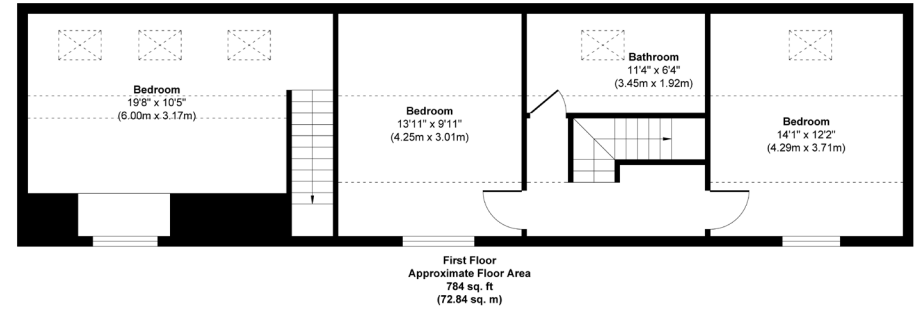 Bedroom
19'8" x 10'5"
(6.00m x 3.17m)
Bedroom
13'11" x 9'11"
(4.25m x 3.01m)
Bathroom
11'4" x 6'4"
(3.45m x 1.92m)
Bedroom
14'1" x 12'2"
(4.29m x 3.71m)
First Floor
Approximate Floor Area
784 sq. ft
(72.84 sq. m)